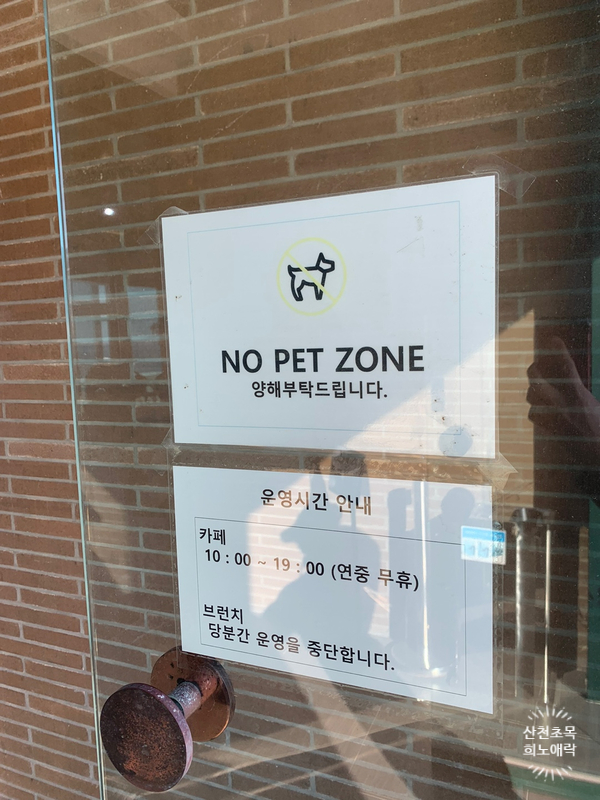 NO PET ZONE
양해부탁드립니다.
운영시간 안내
카페
10 : 00 ~ 19 : 00 (연중 무휴)
브런치
당분간 운영을 중단합니다.
산천초목
희노애락